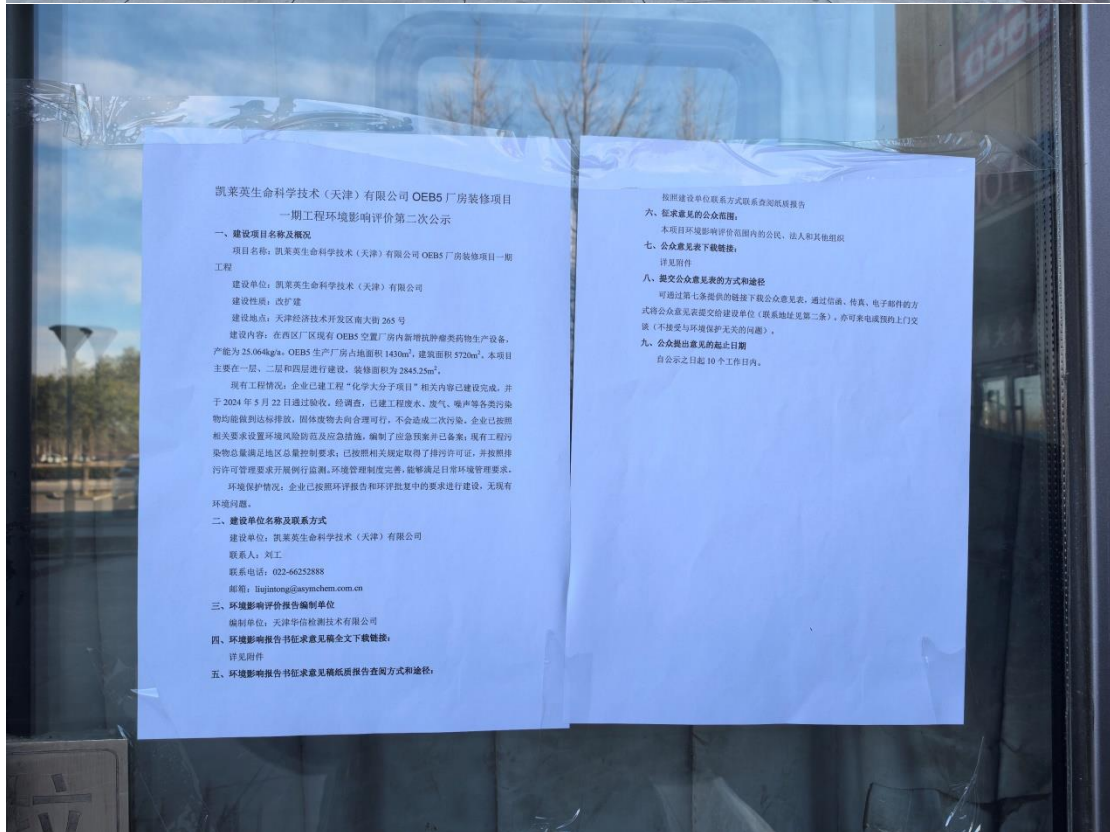 凯莱英生命科学技术（天津）有限公司 OEB5 厂房装修项目
一期工程环境影响评价第二次公示
一、建设项目名称及概况
项目名称：凯莱英生命科学技术（天津）有限公司 OEB5 厂房装修项目一期
工程
建设单位：凯莱英生命科学技术（天津）有限公司
建设性质：改扩建
建设地点：天津经济技术开发区南大街 265 号
建设内容：在西区厂区现有 OEB5 空置厂房内新增抗肿瘤类药物生产设备，
产能为 25.064kg/a。OEB5 生产厂房占地面积 1430m²，建筑面积 5720m²。本项目
主要在一层、二层和四层进行建设，装修面积为 2845.25m²。
现有工程情况：企业已建工程“化学大分子项目”相关内容已建设完成，并
于 2024 年 5 月 22 日通过验收。经调查，已建工程废水、废气、噪声等各类污染
物均能做到达标排放，固体废物去向合理可行，不会造成二次污染。企业已按照
相关要求设置环境风险防范及应急措施，编制了应急预案并已备案；现有工程污
染物总量满足地区总量控制要求；已按照相关规定取得了排污许可证，并按照排
污许可管理要求开展例行监测。环境管理制度完善，能够满足日常环境管理要求。
环境保护情况：企业已按照环评报告和环评批复中的要求进行建设，无现有
环境问题。
二、建设单位名称及联系方式
建设单位：凯莱英生命科学技术（天津）有限公司
联系人：刘工
联系电话：022-66252888
邮箱：liujintong@asymchem.com.cn
三、环境影响评价报告编制单位
编制单位：天津华信检测技术有限公司
四、环境影响报告书征求意见稿全文下载链接：
详见附件
五、环境影响报告书征求意见稿纸质报告查阅方式和途径：
按照建设单位联系方式联系查阅纸质报告
六、征求意见的公众范围：
本项目环境影响评价范围内的公民、法人和其他组织
七、公众意见表下载链接：
详见附件
八、提交公众意见表的方式和途径
可通过第七条提供的链接下载公众意见表，通过信函、传真、电子邮件的方
式将公众意见表提交给建设单位（联系地址见第二条）。亦可来电或预约上门交
谈（不接受与环境保护无关的问题）。
九、公众提出意见的起止日期
自公示之日起 10 个工作日内。